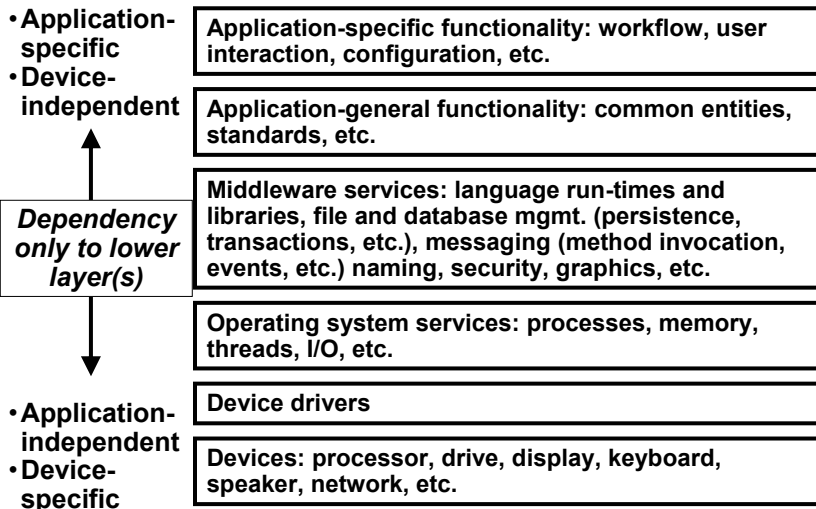 •Application-
specific
•Device-
independent
Dependency
only to lower
layer(s)
•Application-
independent
•Device-
specific
Application-specific functionality: workflow, user
interaction, configuration, etc.
Application-general functionality: common entities,
standards, etc.
Middleware services: language run-times and
libraries, file and database mgmt. (persistence,
transactions, etc.), messaging (method invocation,
events, etc.) naming, security, graphics, etc.
Operating system services: processes, memory,
threads, I/O, etc.
Device drivers
Devices: processor, drive, display, keyboard,
speaker, network, etc.